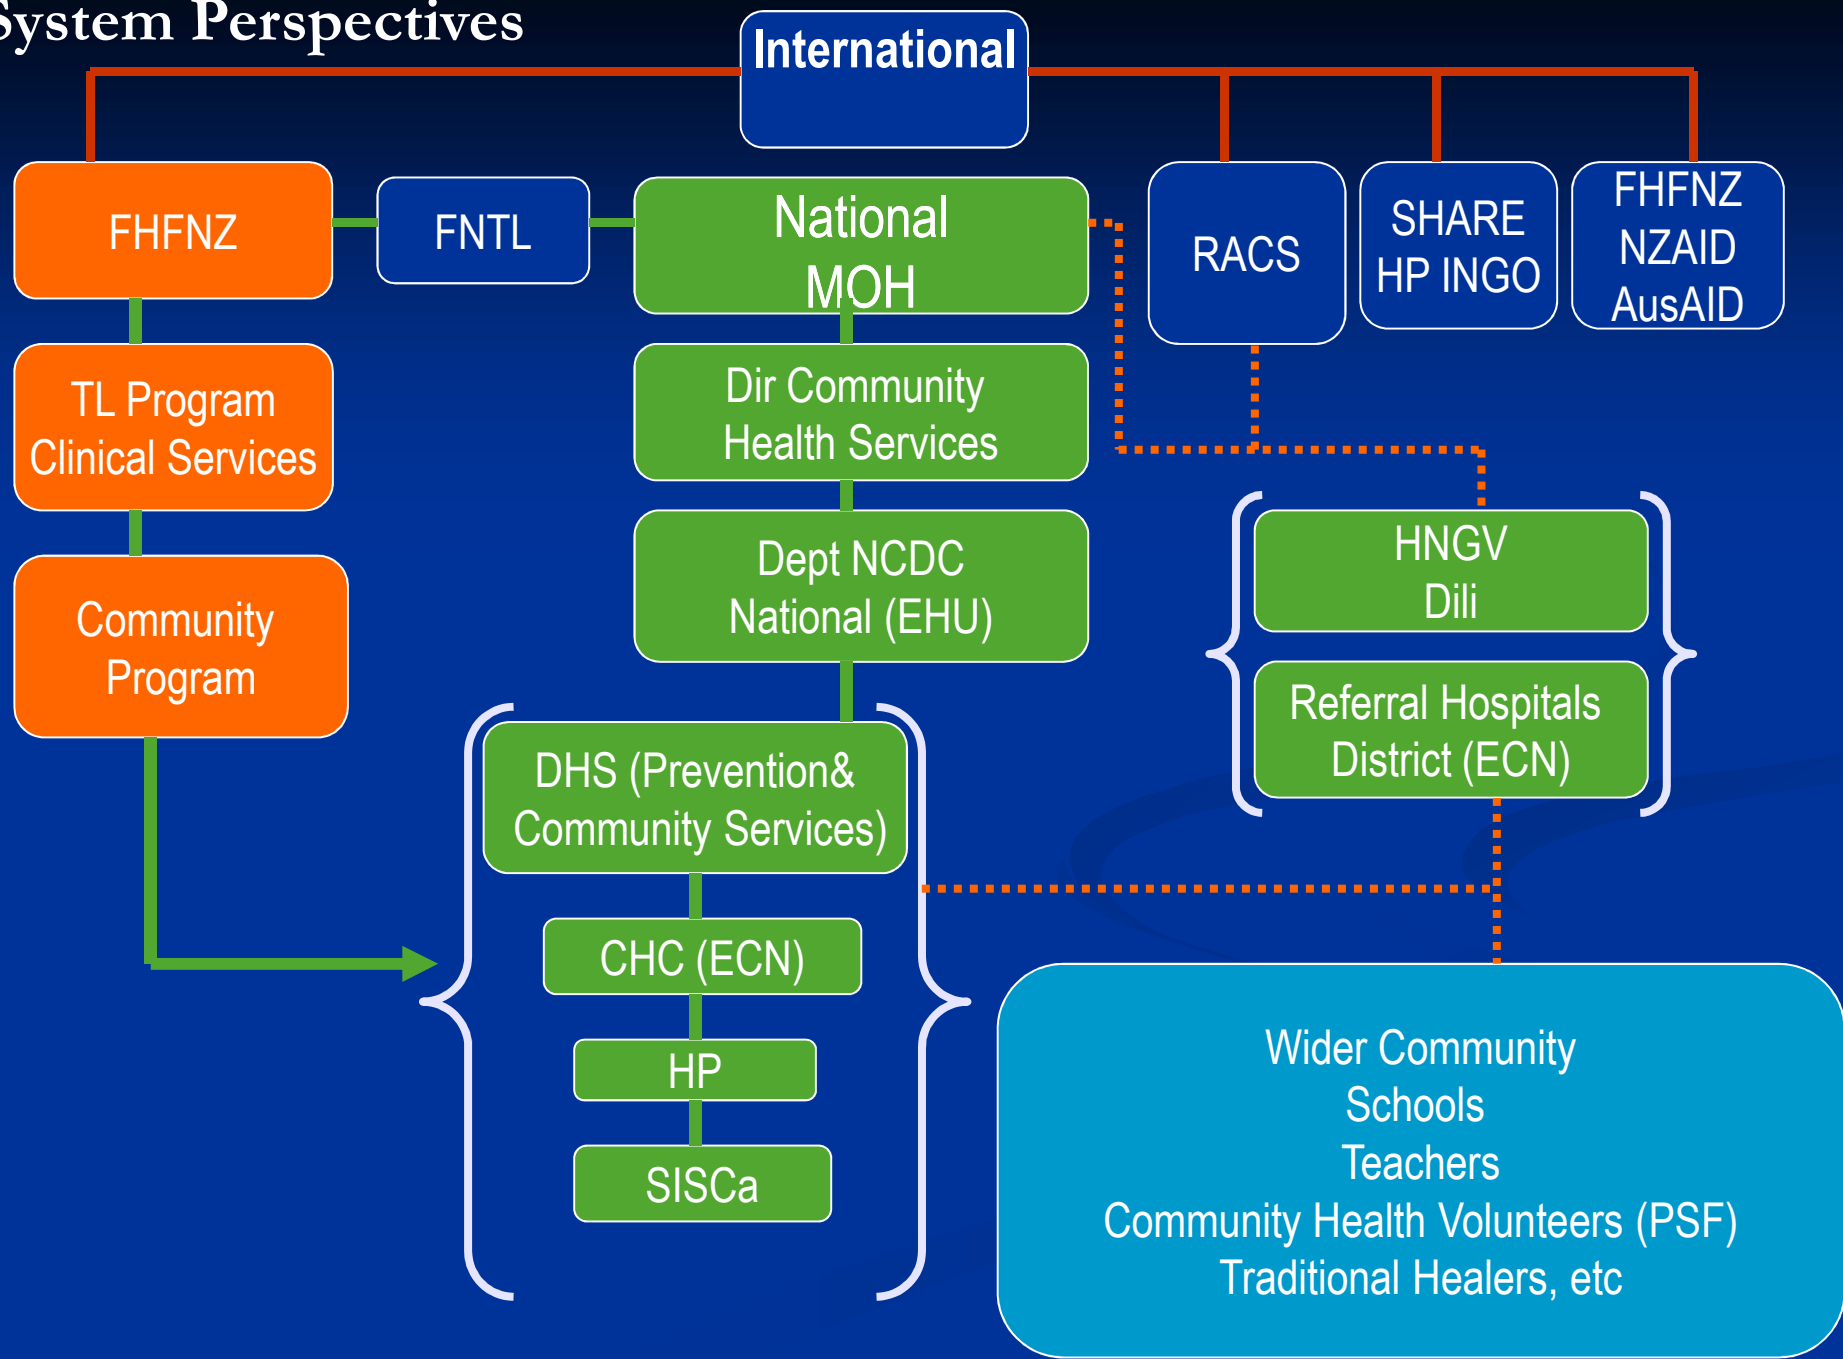 System Perspectives
International
FHFNZ
FNTL
National
MOH
RACS
SHARE
HP INGO
FHFNZ
NZAID
AusAID
TL Program
Clinical Services
Dir Community
Health Services
Community
Program
Dept NCDC
National (EHU)
HNGV
Dili
Referral Hospitals
District (ECN)
DHS (Prevention&
Community Services)
CHC (ECN)
HP
SISCa
Wider Community
Schools
Teachers
Community Health Volunteers (PSF)
Traditional Healers, etc